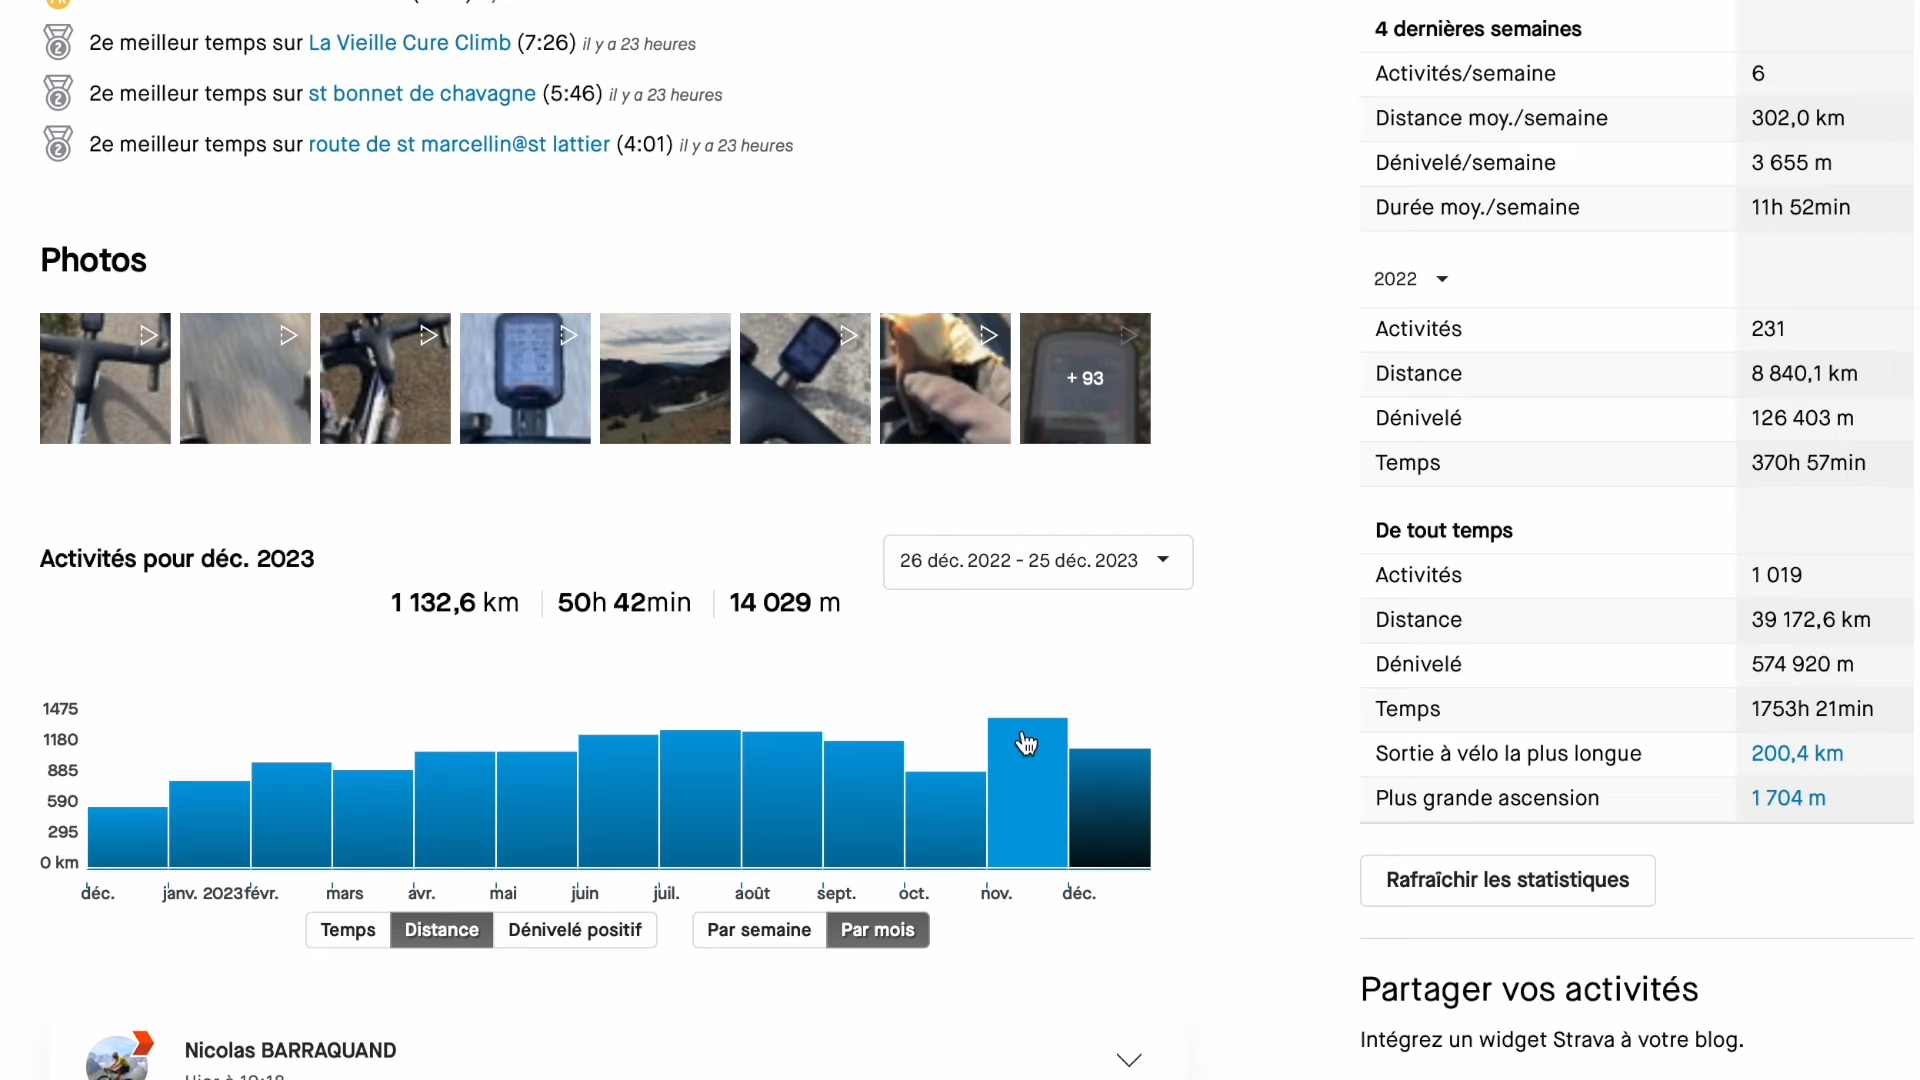 2e meilleur temps sur La Vieille Cure Climb (7:26) il y a 23 heures
2e meilleur temps sur st bonnet de chavagne (5:46) il y a 23 heures
2e meilleur temps sur route de st marcellin@st lattier (4:01) il y a 23 heures
Photos
+ 93
Activités pour déc. 2023
26 déc. 2022 - 25 déc. 2023
1 132,6 km 50h 42min 14 029 m
1475
1180
885
590
295
0 km
déc. janv. 2023 févr. mars avr. mai juin juil. août sept. oct. nov. déc.
Temps Distance Dénivelé positif Par semaine Par mois
Nicolas BARRAQUAND
4 dernières semaines
Activités/semaine 6
Distance moy./semaine 302,0 km
Dénivelé/semaine 3 655 m
Durée moy./semaine 11h 52min
2022
Activités 231
Distance 8 840,1 km
Dénivelé 126 403 m
Temps 370h 57min
De tout temps
Activités 1 019
Distance 39 172,6 km
Dénivelé 574 920 m
Temps 1753h 21min
Sortie à vélo la plus longue 200,4 km
Plus grande ascension 1 704 m
Rafraîchir les statistiques
Partager vos activités
Intégrez un widget Strava à votre blog.